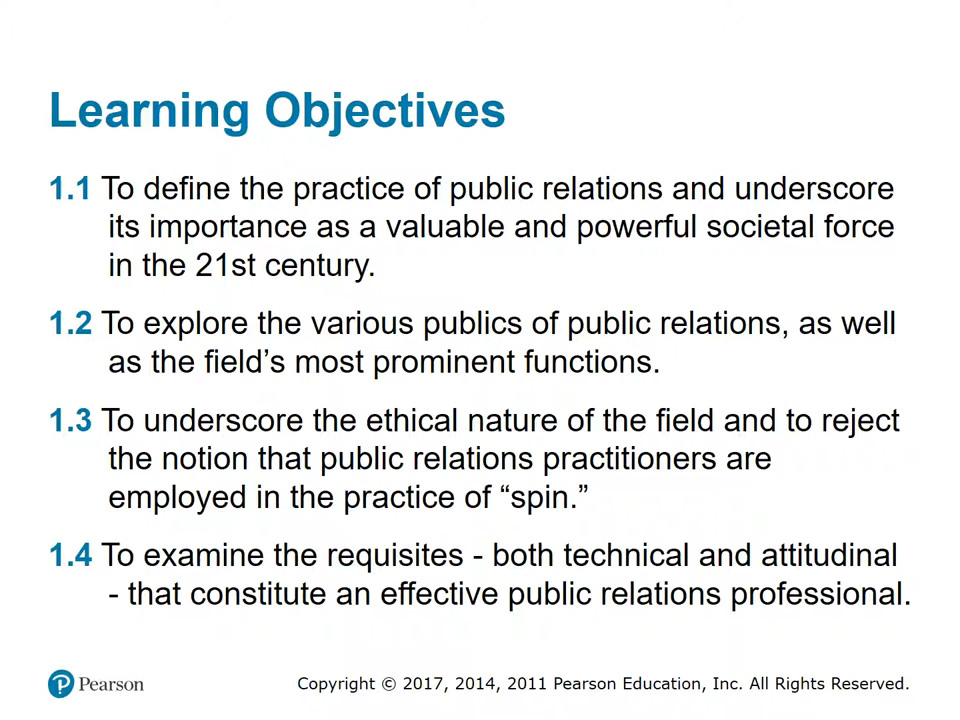 Learning Objectives
1.1 To define the practice of public relations and underscore
its importance as a valuable and powerful societal force
in the 21st century.
1.2 To explore the various publics of public relations, as well
as the field’s most prominent functions.
1.3 To underscore the ethical nature of the field and to reject
the notion that public relations practitioners are
employed in the practice of “spin.”
1.4 To examine the requisites - both technical and attitudinal
- that constitute an effective public relations professional.
P Pearson
Copyright © 2017, 2014, 2011 Pearson Education, Inc. All Rights Reserved.